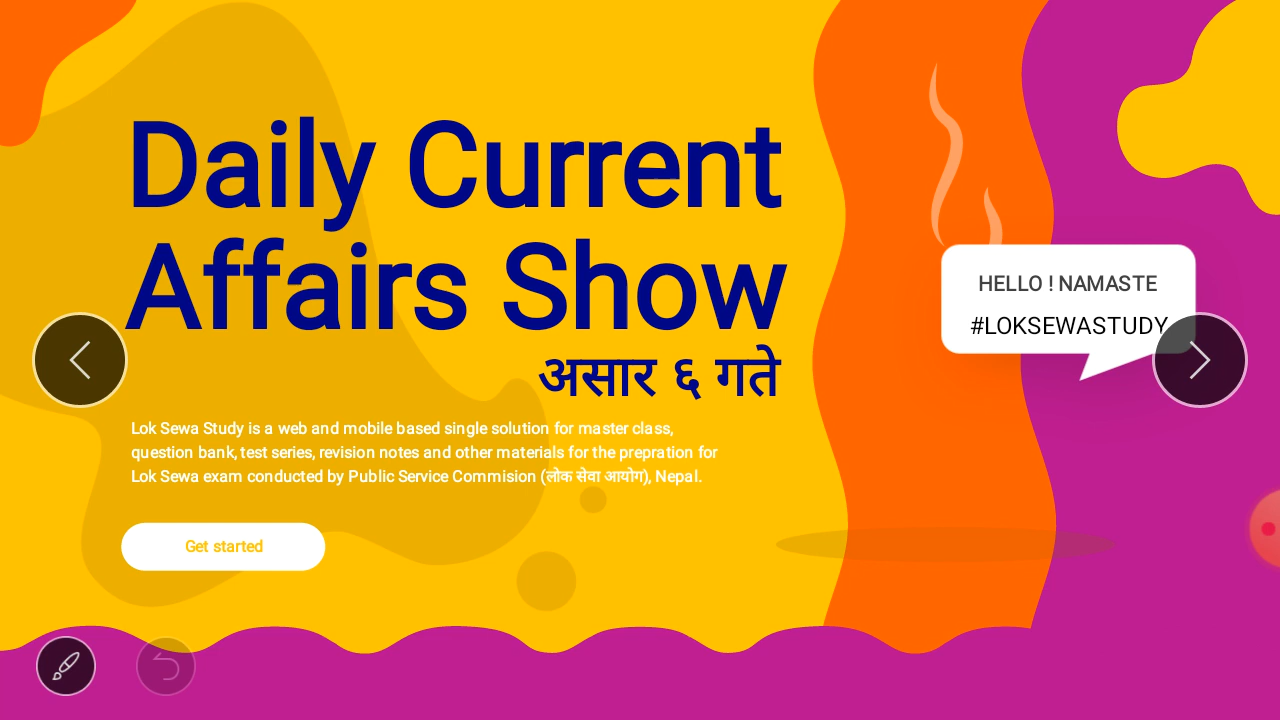 Daily Current
Affairs Show
असार ६ गते
Lok Sewa Study is a web and mobile based single solution for master class,
question bank, test series, revision notes and other materials for the prepration for
Lok Sewa exam conducted by Public Service Commision (लोक सेवा आयोग), Nepal.
Get started
HELLO ! NAMASTE
#LOKSEWASTUDY